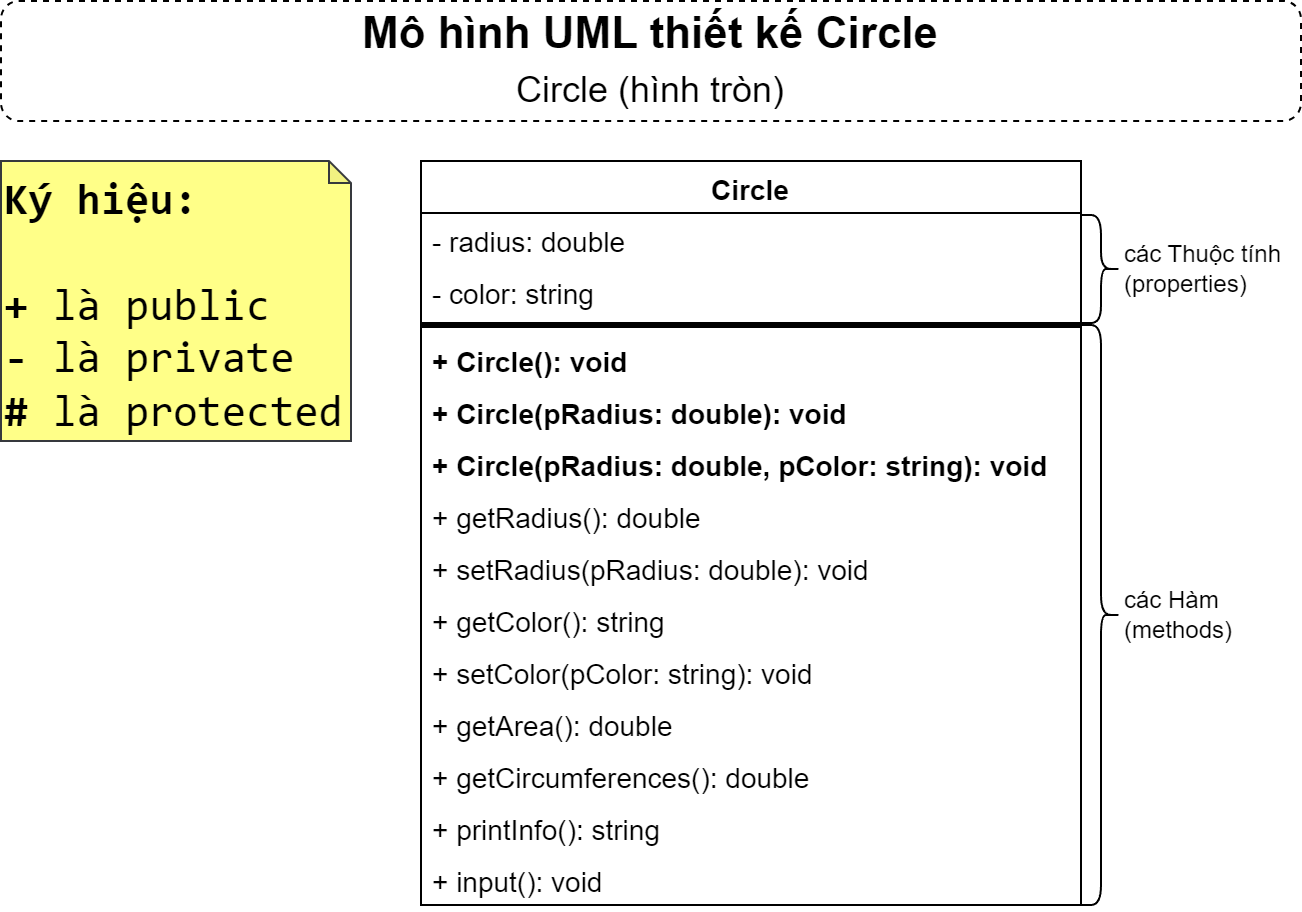 Mô hình UML thiết kế Circle
Circle (hình tròn)
Ký hiệu:
+ là public
- là private
# là protected
Circle
- radius: double
- color: string
các Thuộc tính
(properties)
+ Circle(): void
+ Circle(pRadius: double): void
+ Circle(pRadius: double, pColor: string): void
+ getRadius(): double
+ setRadius(pRadius: double): void
+ getColor(): string
+ setColor(pColor: string): void
+ getArea(): double
+ getCircumferences(): double
+ printInfo(): string
+ input(): void
các Hàm
(methods)